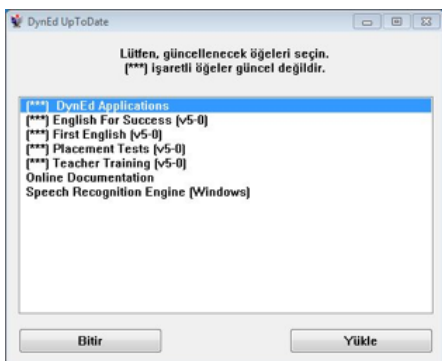 DynEd UpToDate
Lütfen, güncellenecek öğeleri seçin.
(***) işaretli öğeler güncel değildir.
(***) DynEd Applications
(***) English For Success (v5-0)
(***) First English (v5-0)
(***) Placement Tests (v5-0)
(***) Teacher Training (v5-0)
Online Documentation
Speech Recognition Engine (Windows)
Bitir
Yükle